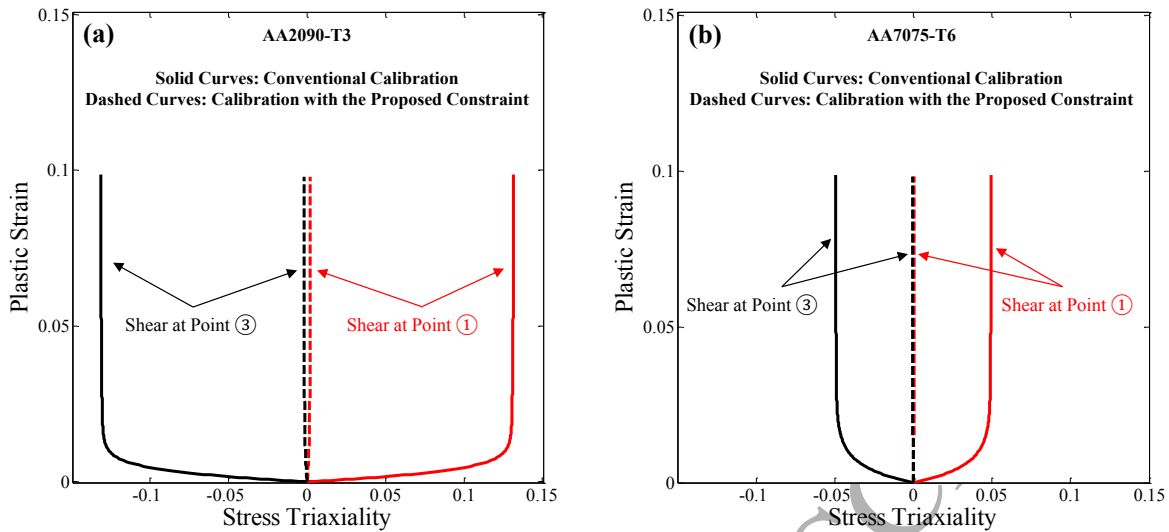 (a)
AA2090-T3
Solid Curves: Conventional Calibration
Dashed Curves: Calibration with the Proposed Constraint
Shear at Point ③
Shear at Point ①
Plastic Strain
0.15
0.1
0.05
0
-0.1
-0.05
0
0.05
0.1
0.15
Stress Triaxiality
(b)
AA7075-T6
Solid Curves: Conventional Calibration
Dashed Curves: Calibration with the Proposed Constraint
Shear at Point ③
Shear at Point ①
Plastic Strain
0.15
0.1
0.05
0
-0.1
-0.05
0
0.05
0.1
0.15
Stress Triaxiality